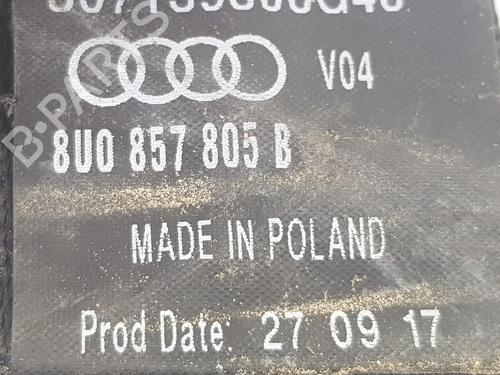 V04
8U0 857 805 B
MADE IN POLAND
Prod Date: 27 09 17
B-PARTS